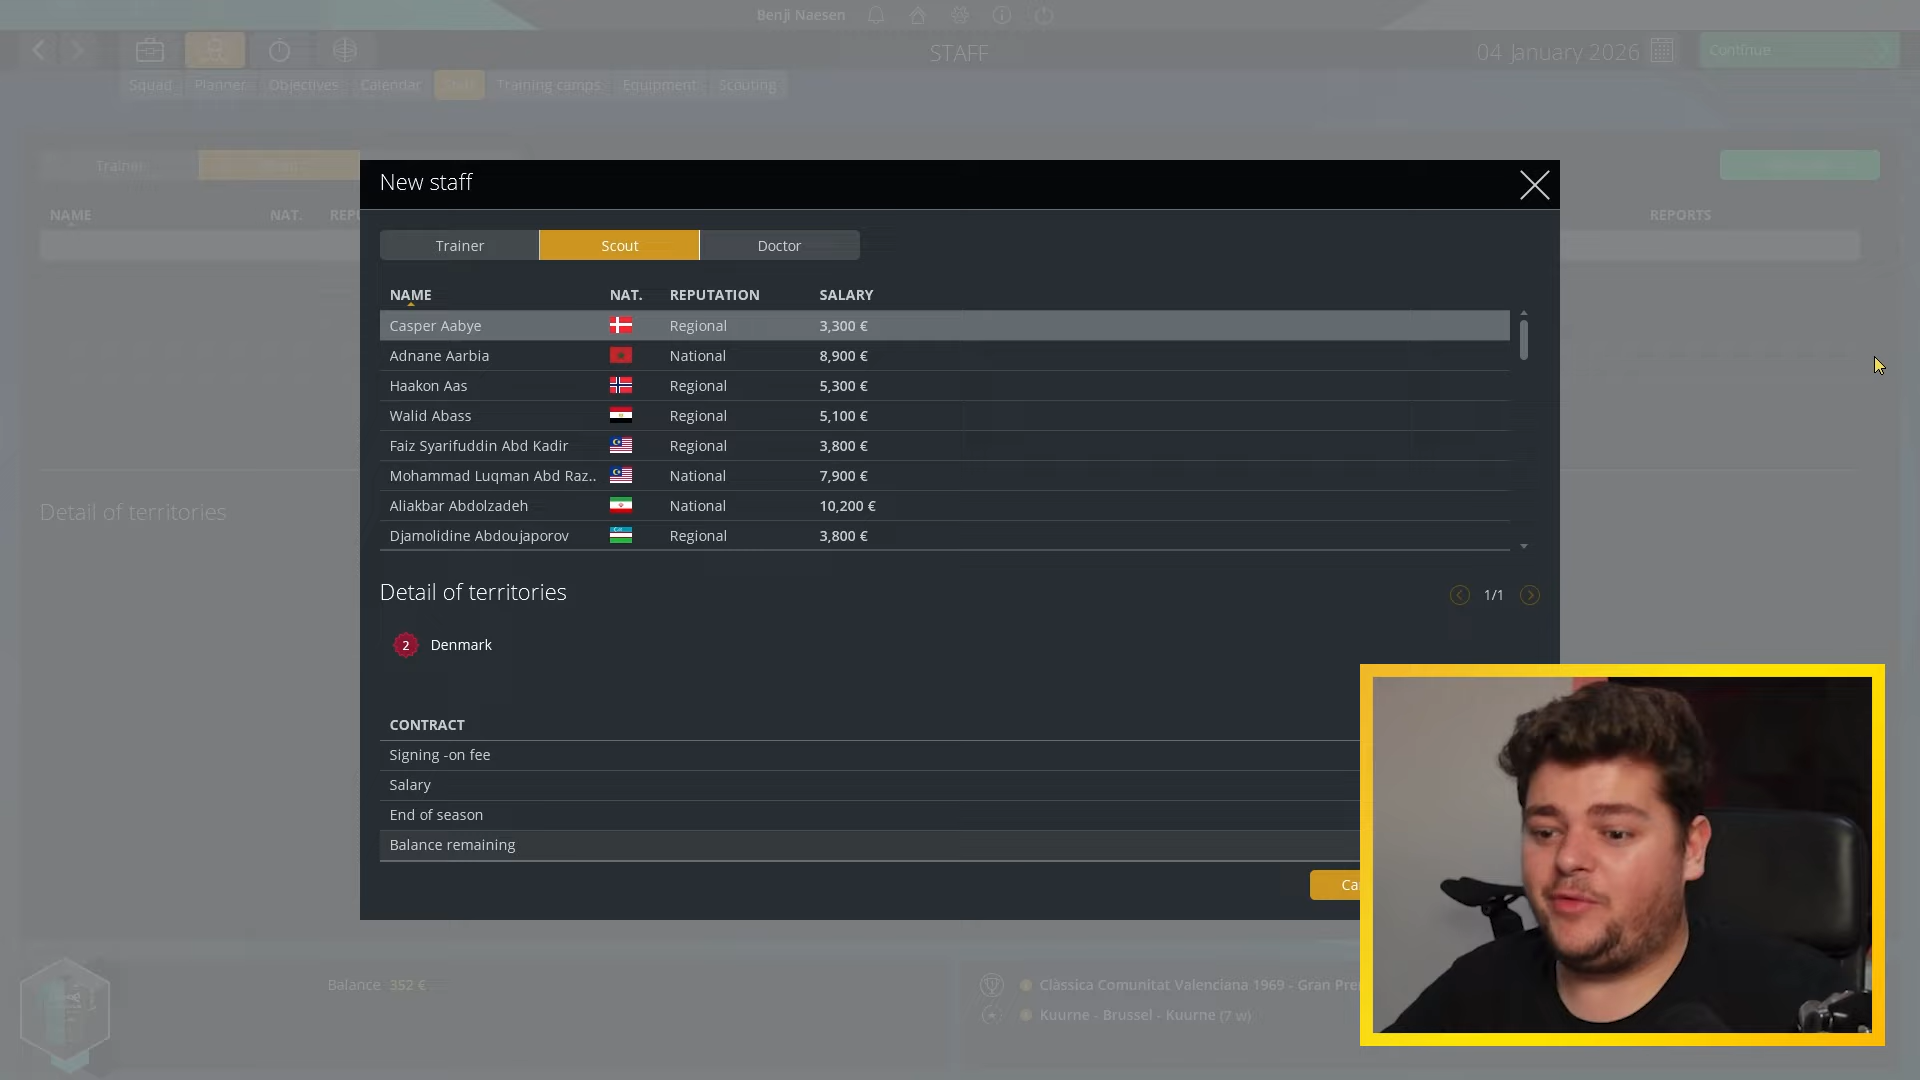 Benji Naesen
STAFF
04 January 2026
Continue
Squad Planner Objectives Calendar Staff Training camps Equipment Scouting
Trainer
NAME NAT. REPORTS
New staff
Trainer Scout Doctor
NAME NAT. REPUTATION SALARY
Casper Aabye Regional 3,300 €
Adnane Aarbia National 8,900 €
Haakon Aas Regional 5,300 €
Walid Abass Regional 5,100 €
Faiz Syarifuddin Abd Kadir Regional 3,800 €
Mohammad Luqman Abd Raz.. National 7,900 €
Aliakbar Abdolzadeh National 10,200 €
Djamolidine Abdoujaporov Regional 3,800 €
Detail of territories
Detail of territories 1/1
2 Denmark
CONTRACT
Signing -on fee
Salary
End of season
Balance remaining
Balance 352 €
Clàssica Comunitat Valenciana 1969 - Gran
Kuurne - Brussel - Kuurne (7 w)